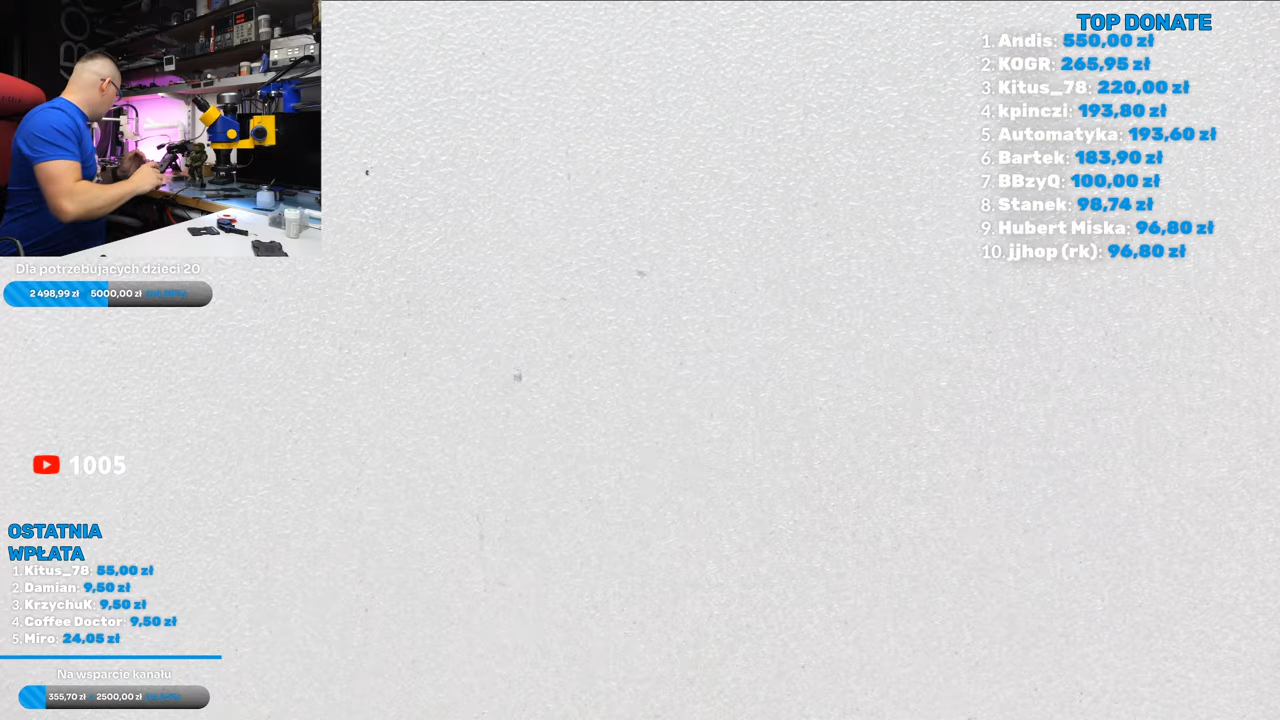 Dla potrzebujących dzieci 20
2 498,99 zł 5000,00 zł
1005
OSTATNIA
WPŁATA
1. Kitus_78: 55,00 zł
2. Damian: 9,50 zł
3. KrzychuK: 9,50 zł
4. Coffee Doctor: 9,50 zł
5. Miro: 24,05 zł
Na wsparcie kanału
355,70 zł 2500,00 zł
TOP DONATE
1. Andis: 550,00 zł
2. KOGR: 265,95 zł
3. Kitus_78: 220,00 zł
4. kpinczi: 193,80 zł
5. Automatyka: 193,60 zł
6. Bartek: 183,90 zł
7. BBzyQ: 100,00 zł
8. Stanek: 98,74 zł
9. Hubert Miska: 96,80 zł
10. jjhop (rk): 96,80 zł